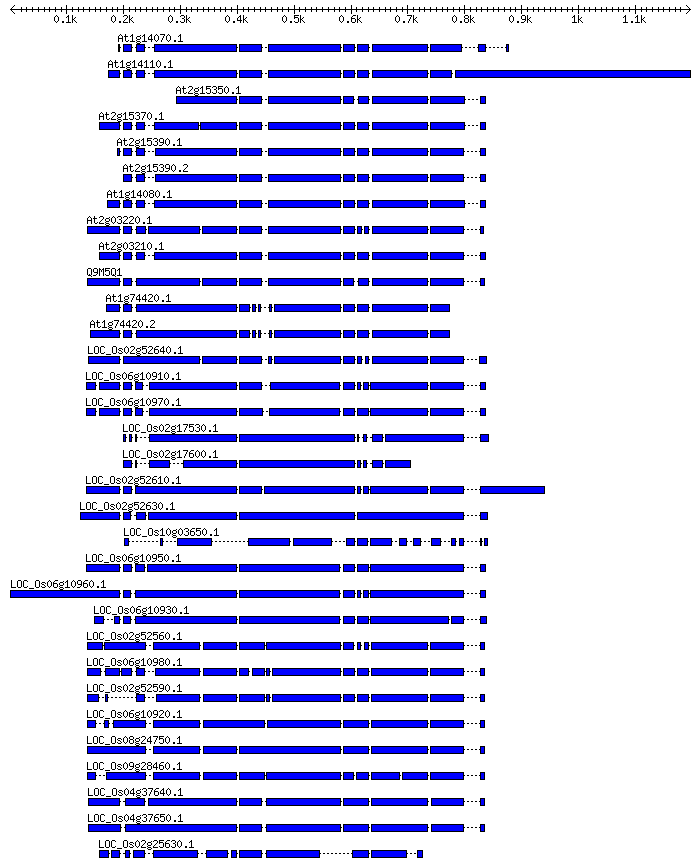 0.1k 0.2k 0.3k 0.4k 0.5k 0.6k 0.7k 0.8k 0.9k 1k 1.1k
At1g14070.1
At1g14110.1
At2g15350.1
At2g15370.1
At2g15390.1
At2g15390.2
At1g14080.1
At2g03220.1
At2g03210.1
Q9M5Q1
At1g74420.1
At1g74420.2
LOC_Os02g52640.1
LOC_Os06g10910.1
LOC_Os06g10970.1
LOC_Os02g17530.1
LOC_Os02g17600.1
LOC_Os02g52610.1
LOC_Os02g52630.1
LOC_Os10g03650.1
LOC_Os06g10950.1
LOC_Os06g10960.1
LOC_Os06g10930.1
LOC_Os02g52560.1
LOC_Os06g10980.1
LOC_Os02g52590.1
LOC_Os06g10920.1
LOC_Os08g24750.1
LOC_Os09g28460.1
LOC_Os04g37640.1
LOC_Os04g37650.1
LOC_Os02g25630.1